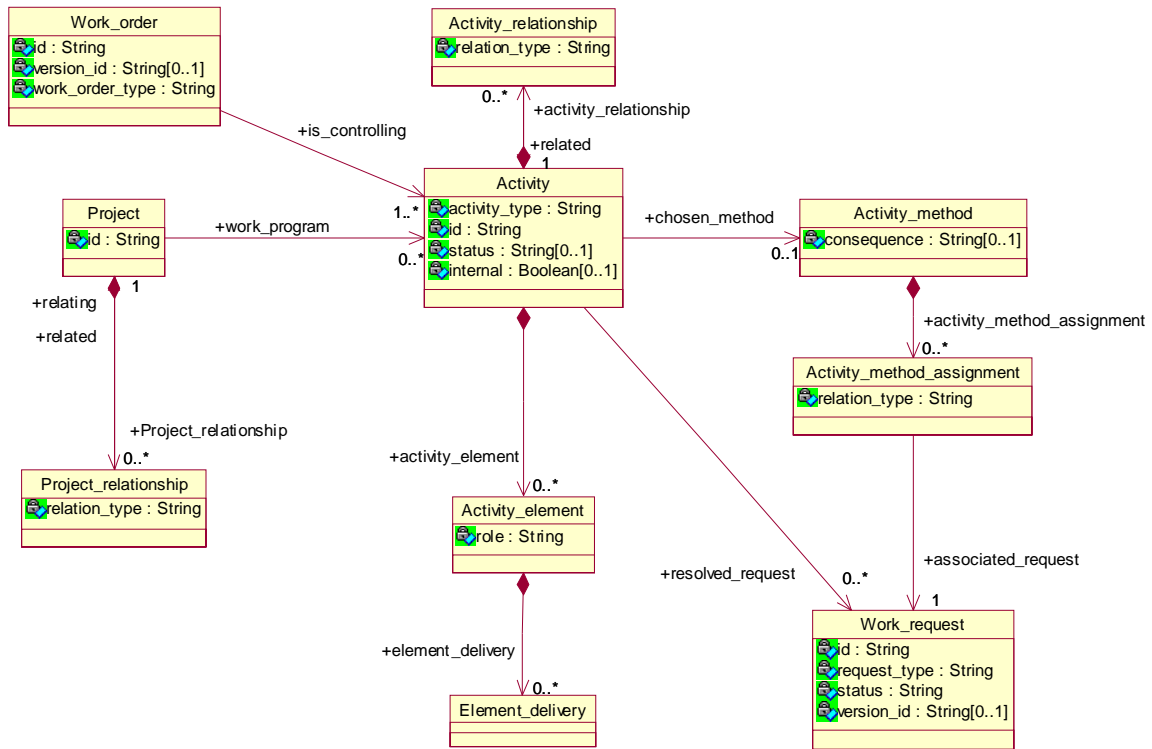 Work_order
id : String
version_id : String[0..1]
work_order_type : String
Activity_relationship
relation_type : String
0..*
+activity_relationship
+related
1
+is_controlling
1..*
Activity
activity_type : String
id : String
status : String[0..1]
internal : Boolean[0..1]
Project
id : String
+work_program
0..*
+chosen_method
0..1
Activity_method
consequence : String[0..1]
+relating
1
+related
+activity_method_assignment
0..*
Activity_method_assignment
relation_type : String
+Project_relationship
0..*
Project_relationship
relation_type : String
+activity_element
0..*
Activity_element
role : String
+resolved_request
0..*
+associated_request
1
Work_request
id : String
request_type : String
status : String
version_id : String[0..1]
+element_delivery
0..*
Element_delivery